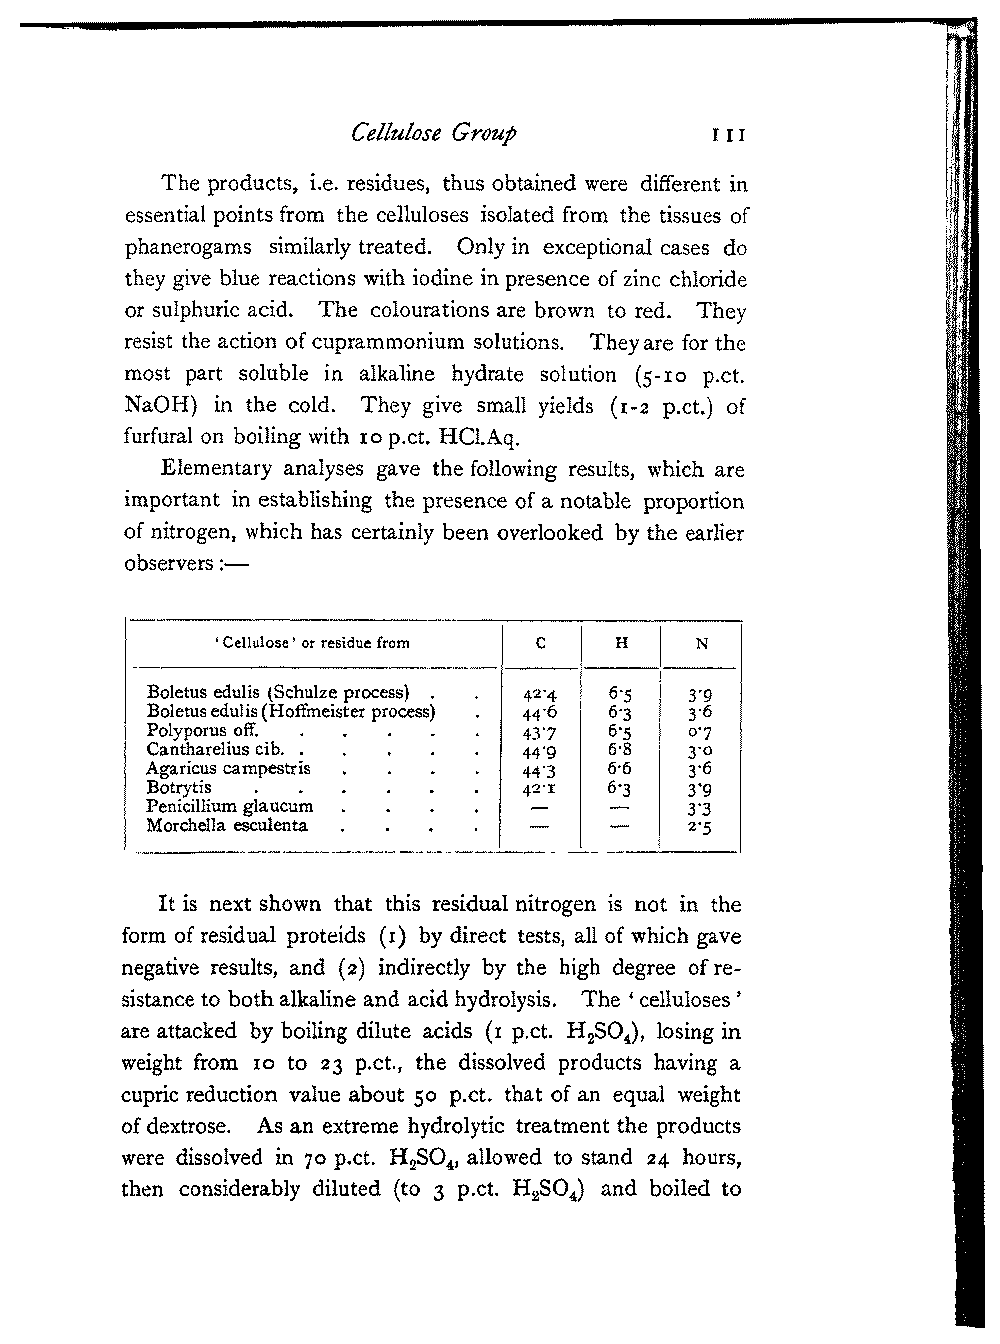 Cellulose Group 111
The products, i.e. residues, thus obtained were different in
essential points from the celluloses isolated from the tissues of
phanerogams similarly treated. Only in exceptional cases do
they give blue reactions with iodine in presence of zinc chloride
or sulphuric acid. The colourations are brown to red. They
resist the action of cuprammonium solutions. They are for the
most part soluble in alkaline hydrate solution (5-10 p.ct.
NaOH) in the cold. They give small yields (1-2 p.ct.) of
furfural on boiling with 10 p.ct. HCl.Aq.
Elementary analyses gave the following results, which are
important in establishing the presence of a notable proportion
of nitrogen, which has certainly been overlooked by the earlier
observers :—
‘Cellulose’ or residue from C H N
Boletus edulis (Schulze process) . . 42·4 6·5 3·9
Boletus edulis (Hoffmeister process) . 44·6 6·3 3·6
Polyporus off. . . . . . 43·7 6·5 0·7
Cantharelius cib. . . . . . 44·9 6·8 3·0
Agaricus campestris . . . . 44·3 6·6 3·6
Botrytis . . . . . . 42·1 6·3 3·9
Penicillium glaucum . . . . — — 3·3
Morchella esculenta . . . . — — 2·5
It is next shown that this residual nitrogen is not in the
form of residual proteids (1) by direct tests, all of which gave
negative results, and (2) indirectly by the high degree of re-
sistance to both alkaline and acid hydrolysis. The ‘celluloses’
are attacked by boiling dilute acids (1 p.ct. H₂SO₄), losing in
weight from 10 to 23 p.ct., the dissolved products having a
cupric reduction value about 50 p.ct. that of an equal weight
of dextrose. As an extreme hydrolytic treatment the products
were dissolved in 70 p.ct. H₂SO₄, allowed to stand 24 hours,
then considerably diluted (to 3 p.ct. H₂SO₄) and boiled to